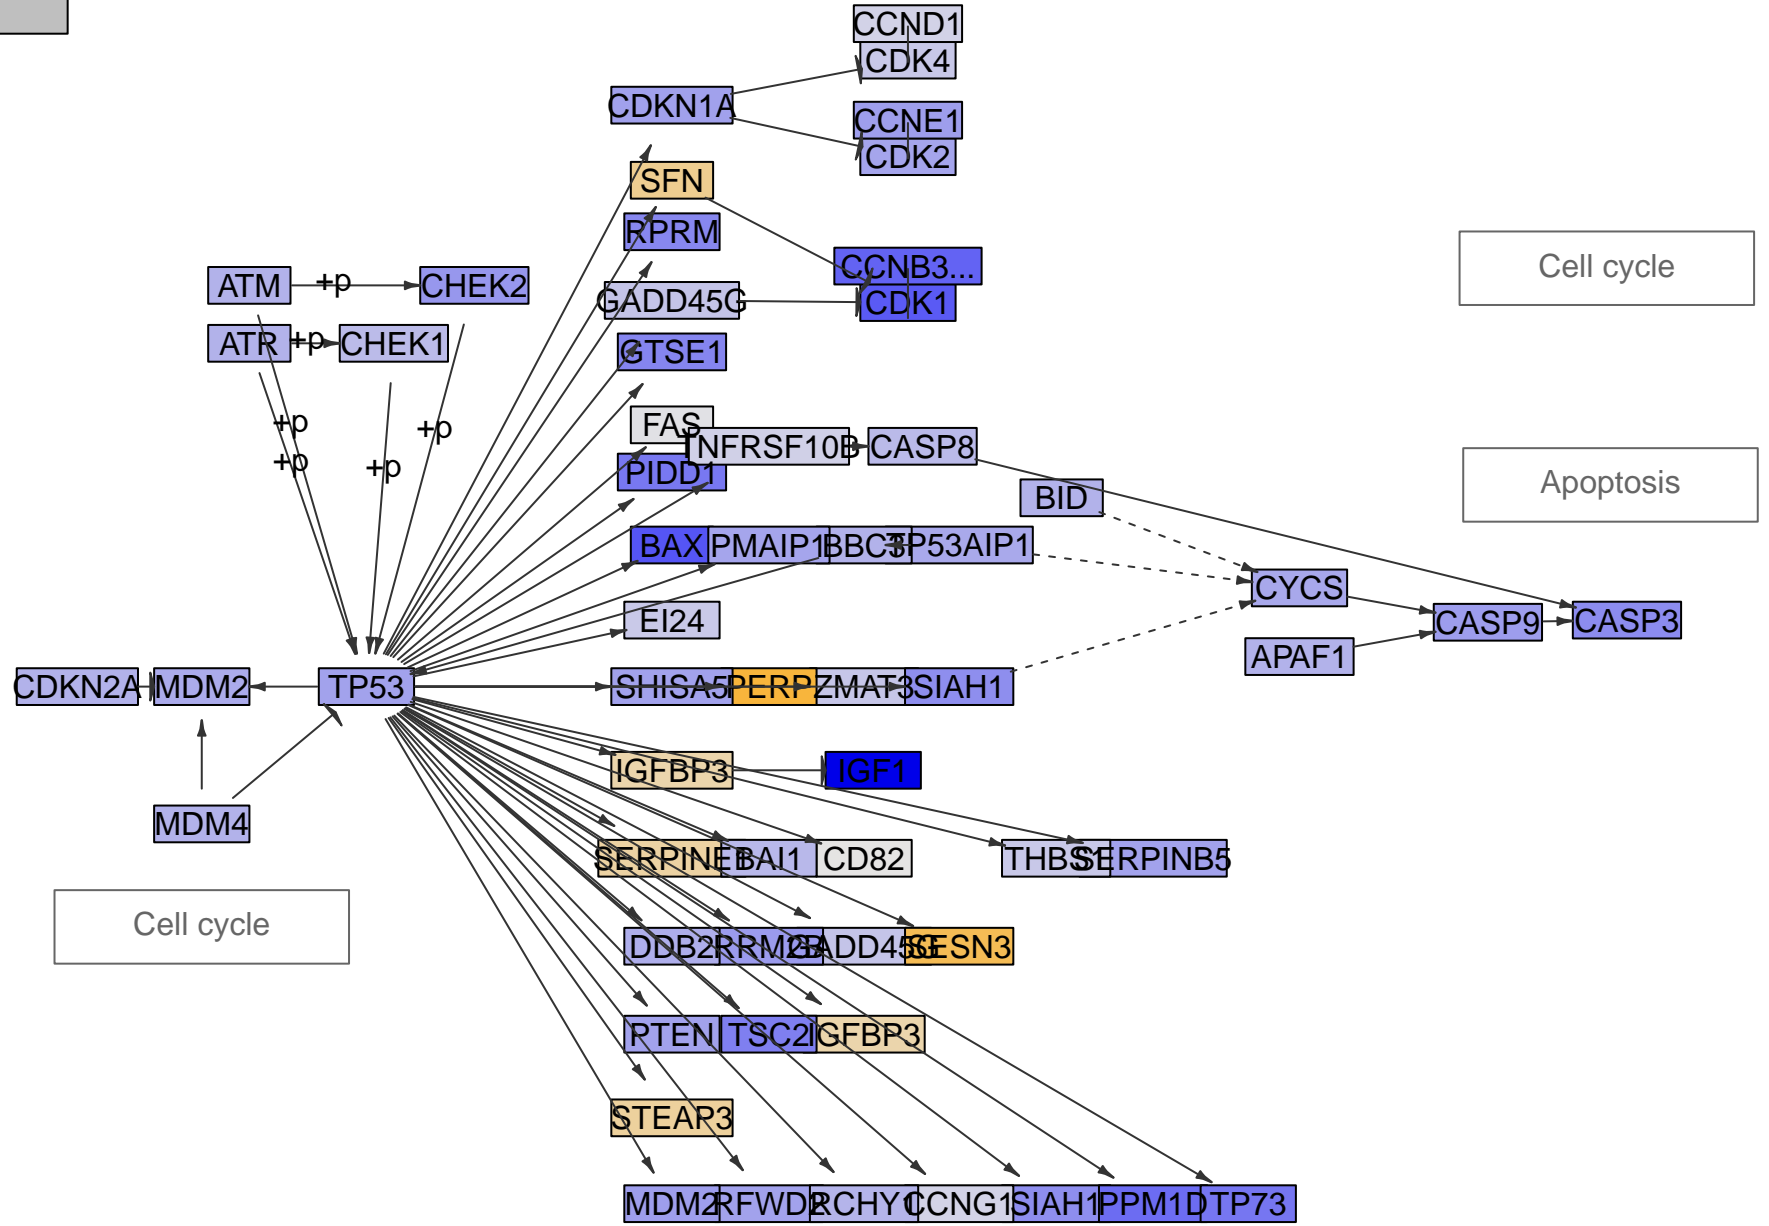 CCND1
CDK4
CDKN1A
CCNE1
CDK2
SFN
RPRM
CCNB3...
Cell cycle
ATM
+p
CHEK2
GADD45G
CDK1
ATR
+p
CHEK1
GTSE1
FAS
+p
+p
TNFRSF10B
CASP8
+p
+p
PIDD1
Apoptosis
BID
BAX
PMAIP1
BBC3
TP53AIP1
CYCS
EI24
CASP9
CASP3
APAF1
CDKN2A
MDM2
TP53
SHISA5
PERP
ZMAT3
SIAH1
IGFBP3
IGF1
MDM4
SERPINE1
BAI1
CD82
THBS1
SERPINB5
Cell cycle
DDB2
RRM2B
GADD45G
SESN3
PTEN
TSC2
IGFBP3
STEAP3
MDM2
RFWD2
RCHY1
CCNG1
SIAH1
PPM1D
TP73